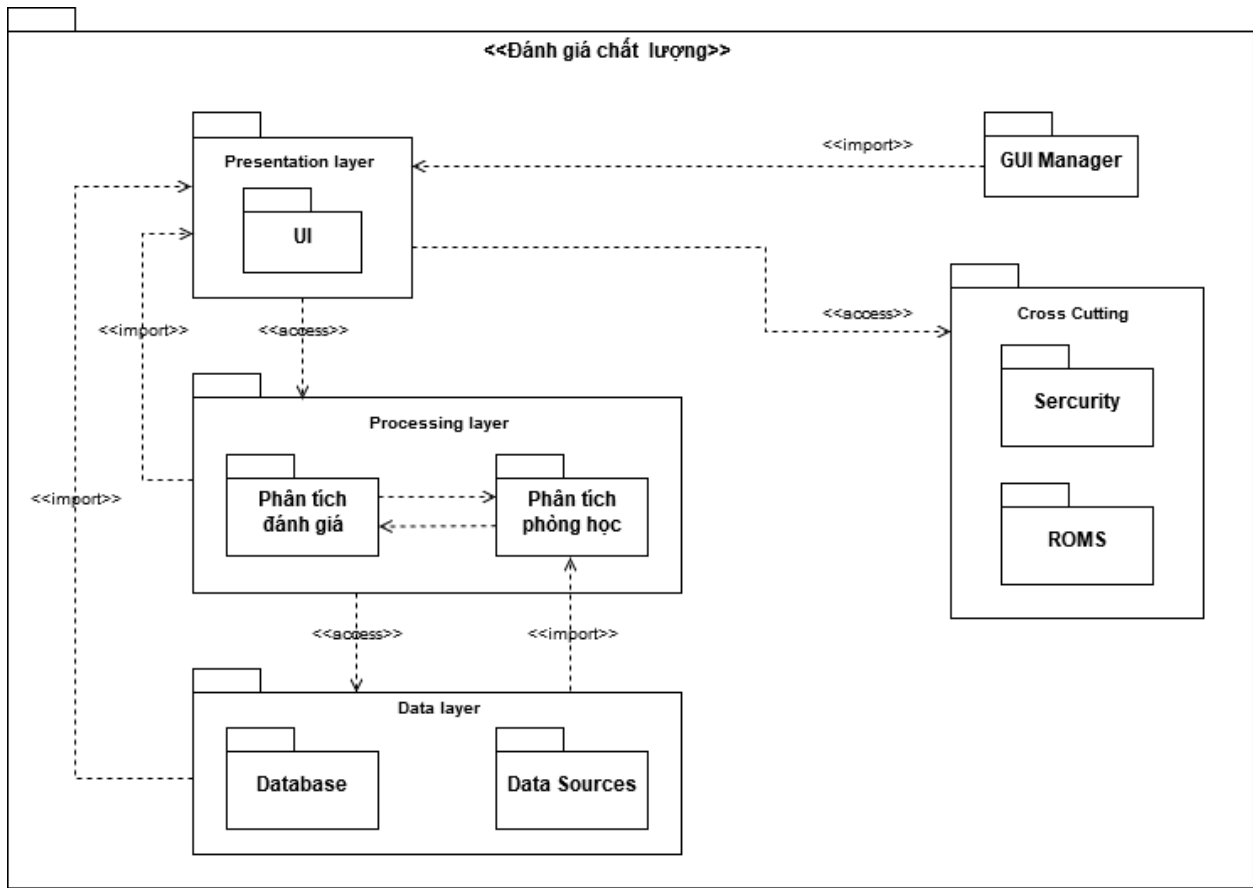 <<Đánh giá chất lượng>>
Presentation layer
UI
<<import>>
GUI Manager
<<import>>
<<access>>
<<access>>
Cross Cutting
Sercurity
ROMS
Processing layer
Phân tích
đánh giá
Phân tích
phòng học
<<import>>
<<access>>
<<import>>
Data layer
Database
Data Sources